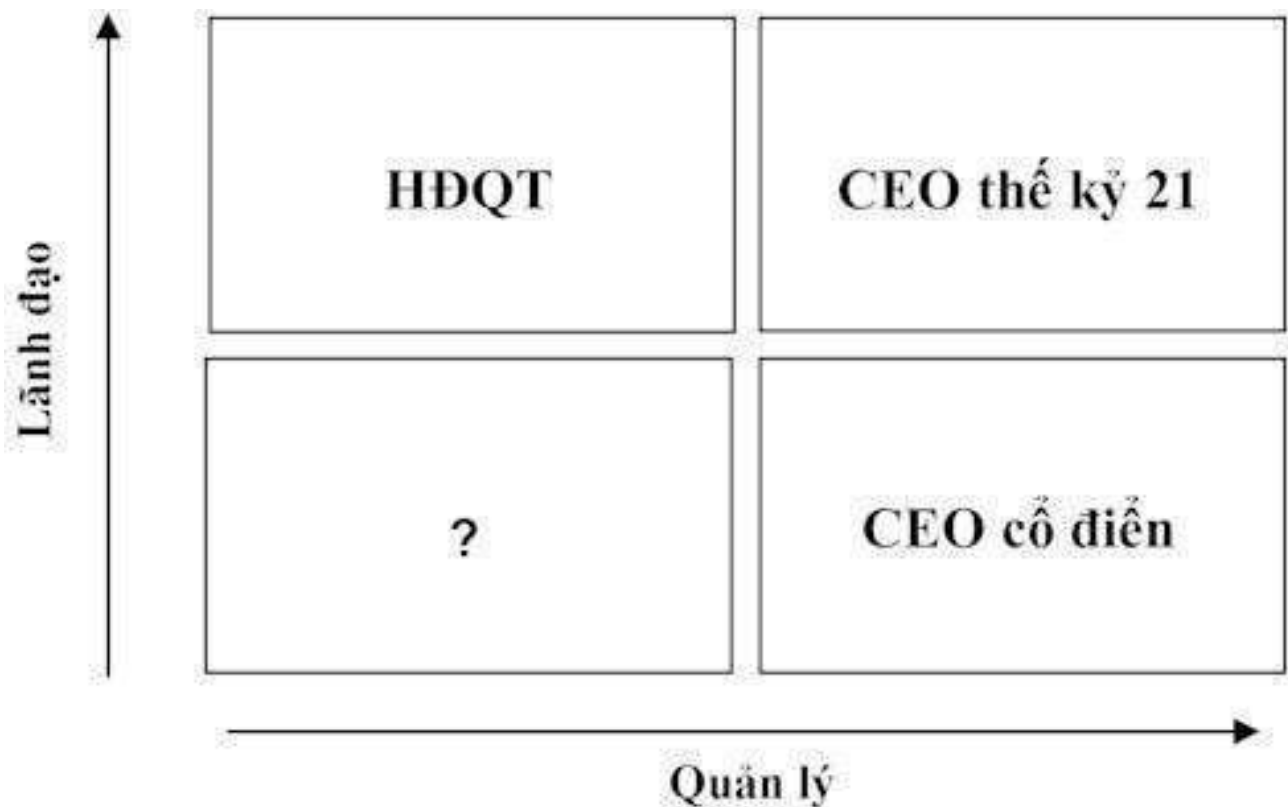 Lãnh đạo
HĐQT
CEO thế kỷ 21
?
CEO cổ điển
Quản lý